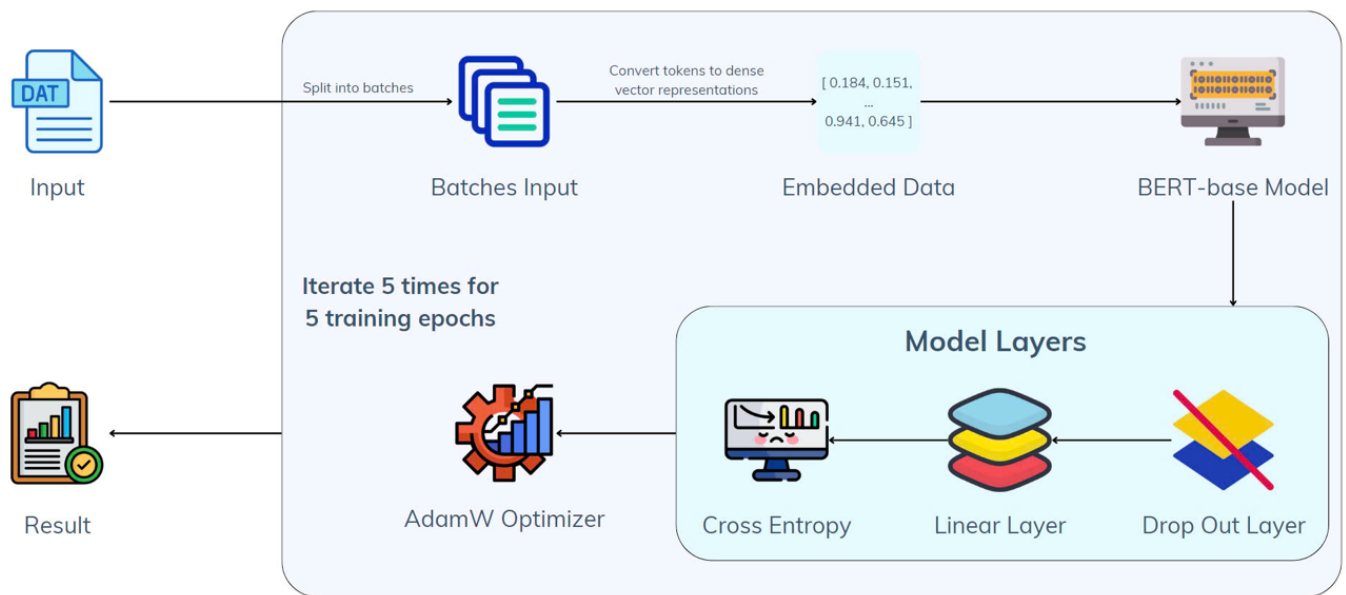 DAT
Input
Split into batches
Batches Input
Convert tokens to dense
vector representations
[ 0.184, 0.151,
...
0.941, 0.645 ]
Embedded Data
BERT-base Model
Iterate 5 times for
5 training epochs
Model Layers
Drop Out Layer
Linear Layer
Cross Entropy
AdamW Optimizer
Result